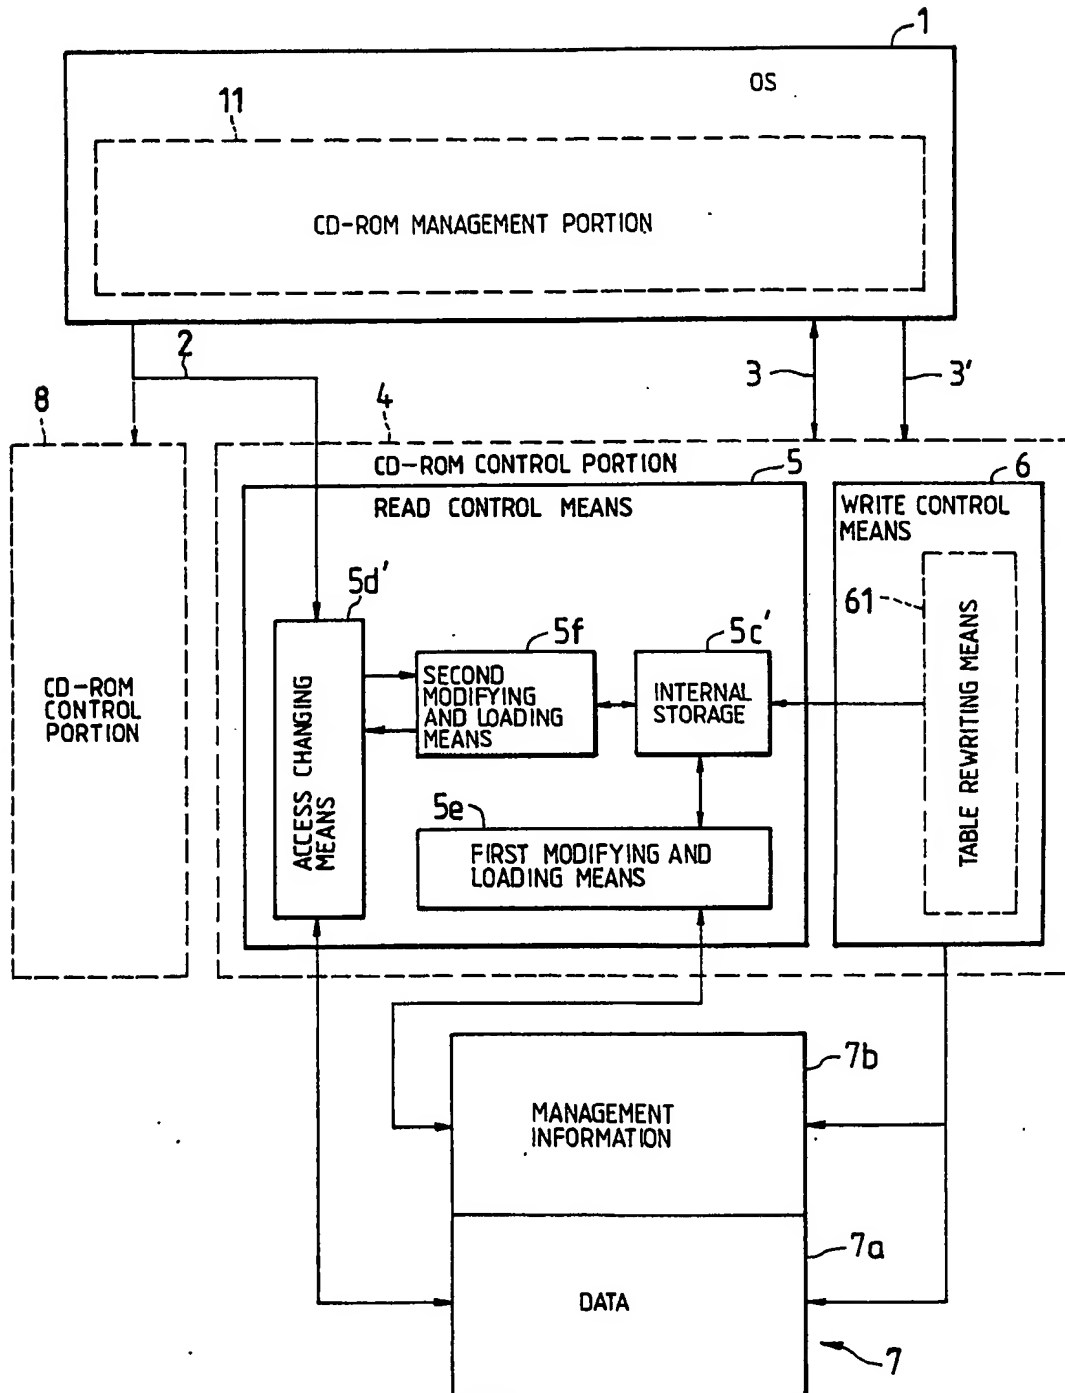 1
OS
11
CD-ROM MANAGEMENT PORTION
2
3
3'
8
4
CD-ROM CONTROL PORTION
5
6
READ CONTROL MEANS
WRITE CONTROL
MEANS
5d'
5f
5c'
61
CD-ROM
CONTROL
PORTION
ACCESS CHANGING
MEANS
SECOND
MODIFYING
AND LOADING
MEANS
INTERNAL
STORAGE
TABLE REWRITING MEANS
5e
FIRST MODIFYING AND
LOADING MEANS
7b
MANAGEMENT
INFORMATION
7a
DATA
7